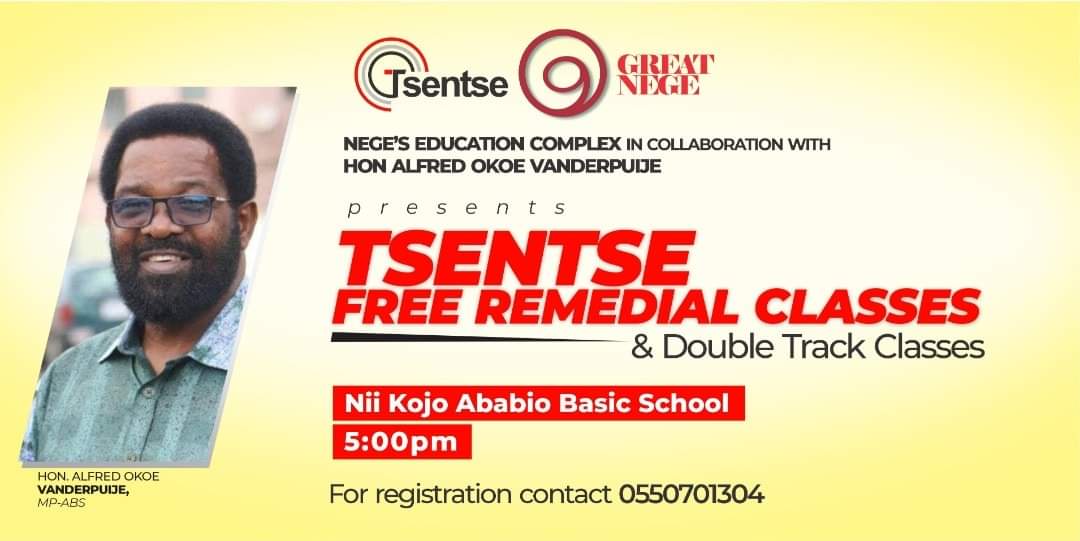 Tsentse
GREAT
NEGE
NEGE'S EDUCATION COMPLEX IN COLLABORATION WITH
HON ALFRED OKOE VANDERPUIJE
presents
TSENTSE
FREE REMEDIAL CLASSES
& Double Track Classes
Nii Kojo Ababio Basic School
5:00pm
For registration contact 0550701304
HON. ALFRED OKOE
VANDERPUIJE,
MP-ABS